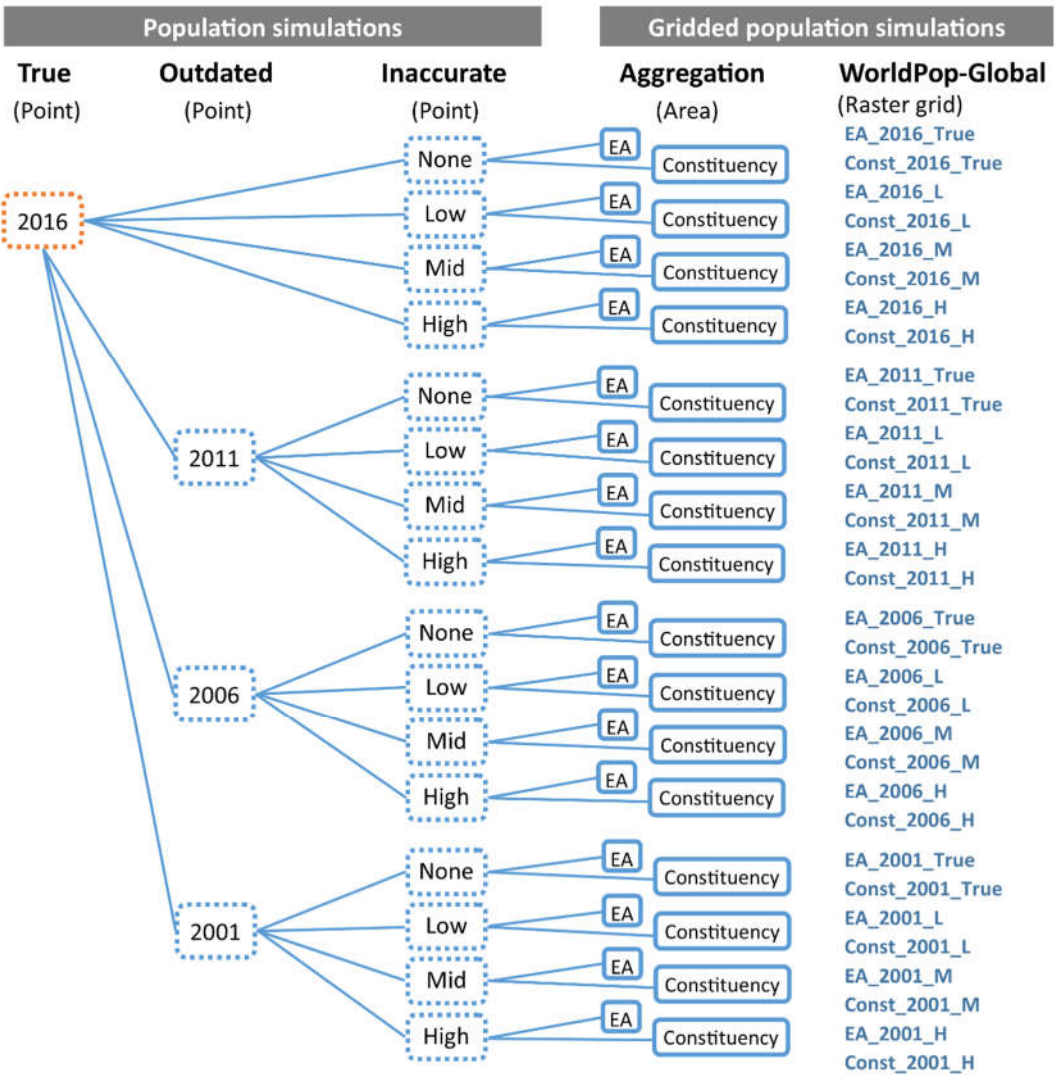 Population simulations
Gridded population simulations
True
Outdated
Inaccurate
Aggregation
WorldPop-Global
(Point)
(Point)
(Point)
(Area)
(Raster grid)
2016
None
EA
Constituency
EA_2016_True
Const_2016_True
Low
EA
Constituency
EA_2016_L
Const_2016_L
Mid
EA
Constituency
EA_2016_M
Const_2016_M
High
EA
Constituency
EA_2016_H
Const_2016_H
2011
None
EA
Constituency
EA_2011_True
Const_2011_True
Low
EA
Constituency
EA_2011_L
Const_2011_L
Mid
EA
Constituency
EA_2011_M
Const_2011_M
High
EA
Constituency
EA_2011_H
Const_2011_H
2006
None
EA
Constituency
EA_2006_True
Const_2006_True
Low
EA
Constituency
EA_2006_L
Const_2006_L
Mid
EA
Constituency
EA_2006_M
Const_2006_M
High
EA
Constituency
EA_2006_H
Const_2006_H
2001
None
EA
Constituency
EA_2001_True
Const_2001_True
Low
EA
Constituency
EA_2001_L
Const_2001_L
Mid
EA
Constituency
EA_2001_M
Const_2001_M
High
EA
Constituency
EA_2001_H
Const_2001_H